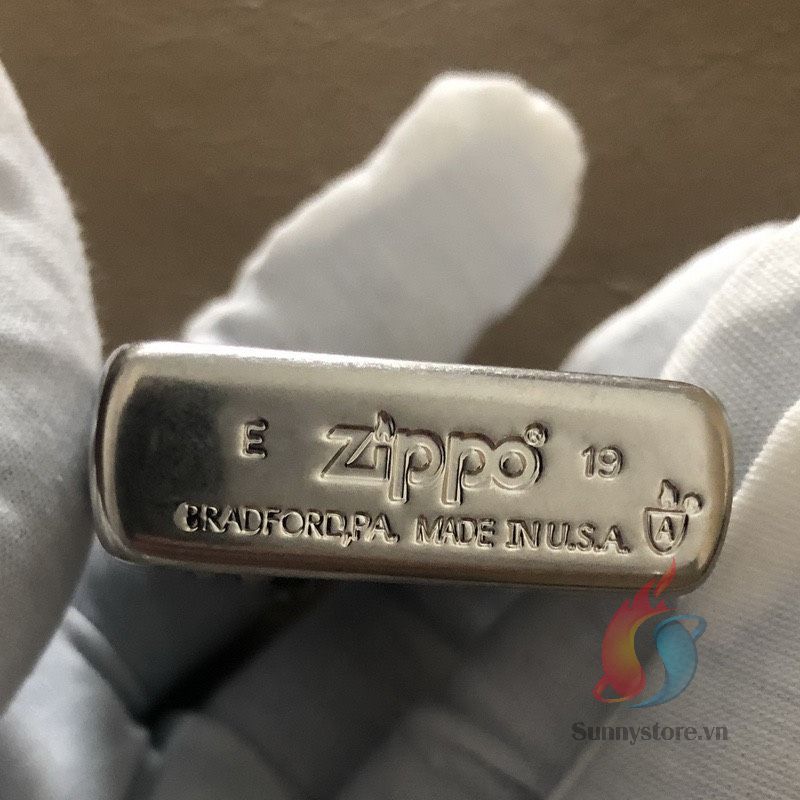 E Zippo® 19
BRADFORD,PA. MADE IN U.S.A. A
Sunnystore.vn